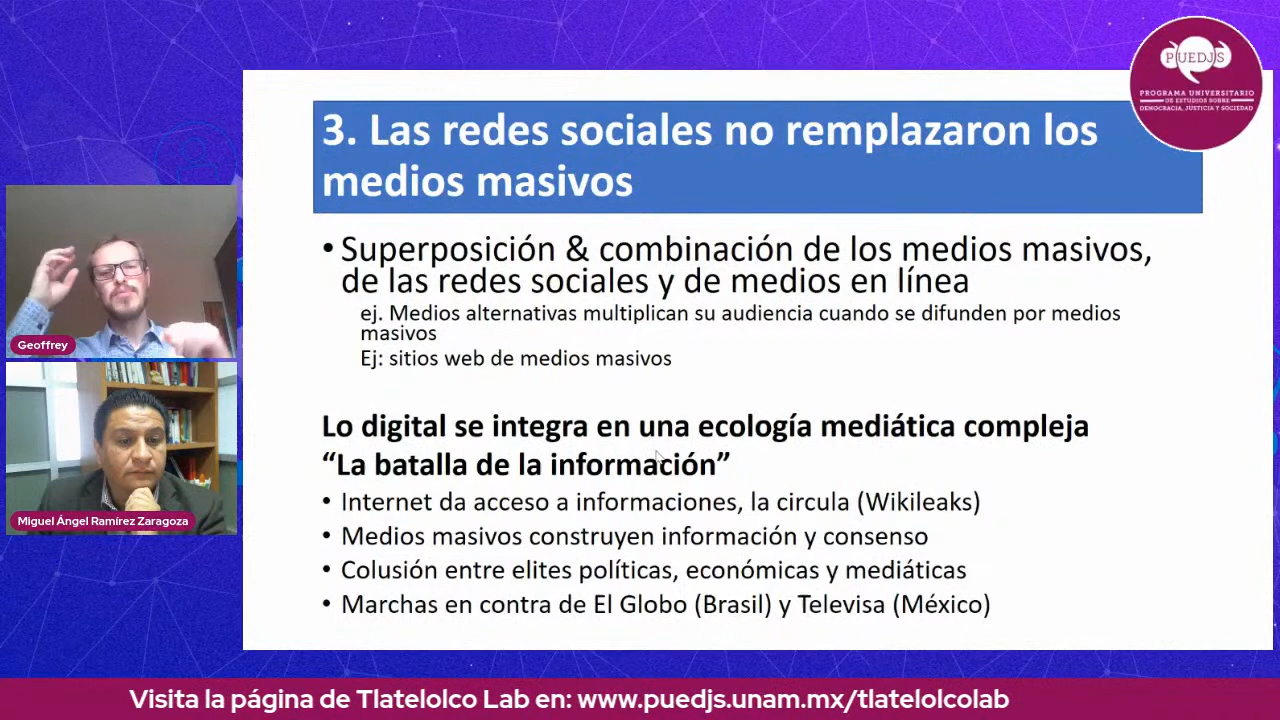 PUEDJS
PROGRAMA UNIVERSITARIO
DE ESTUDIOS SOBRE
DEMOCRACIA, JUSTICIA Y SOCIEDAD
3. Las redes sociales no remplazaron los
medios masivos
• Superposición & combinación de los medios masivos,
de las redes sociales y de medios en línea
ej. Medios alternativas multiplican su audiencia cuando se difunden por medios
masivos
Ej: sitios web de medios masivos
Lo digital se integra en una ecología mediática compleja
“La batalla de la información”
• Internet da acceso a informaciones, la circula (Wikileaks)
• Medios masivos construyen información y consenso
• Colusión entre elites políticas, económicas y mediáticas
• Marchas en contra de El Globo (Brasil) y Televisa (México)
Geoffrey
Miguel Ángel Ramírez Zaragoza
Visita la página de Tlatelolco Lab en: www.puedjs.unam.mx/tlatelolcolab